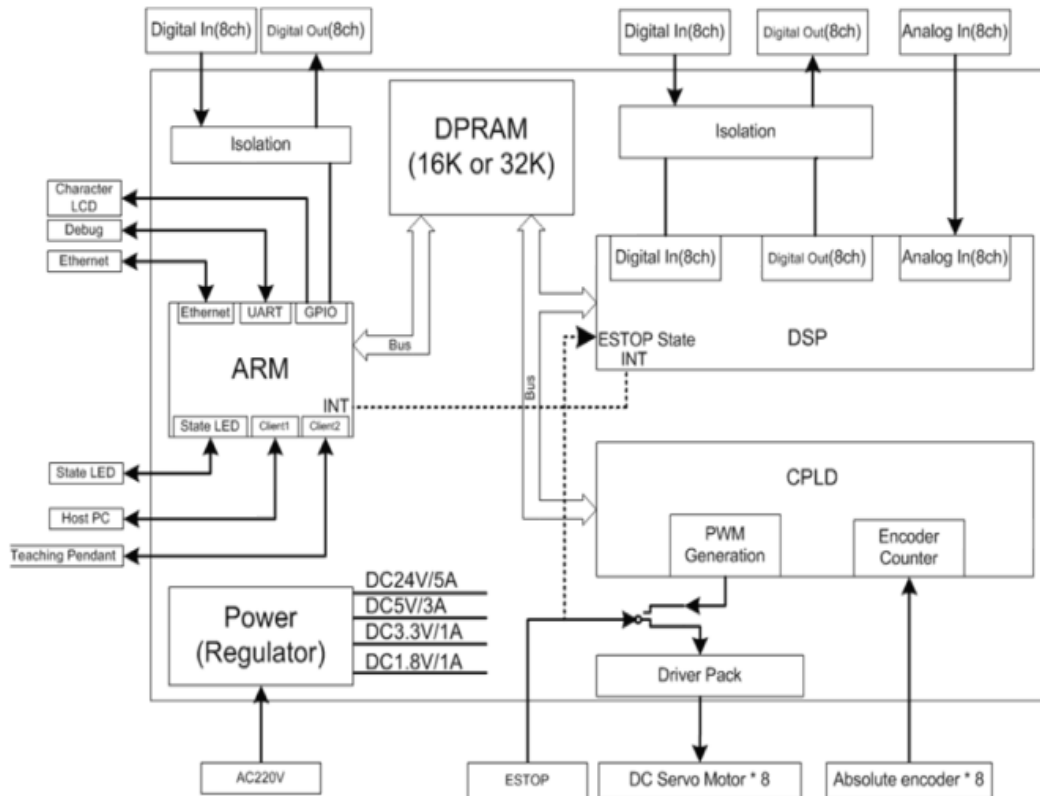 Digital In(8ch)
Digital Out(8ch)
Digital In(8ch)
Digital Out(8ch)
Analog In(8ch)
Isolation
DPRAM
(16K or 32K)
Isolation
Character
LCD
Debug
Ethernet
Digital In(8ch)
Digital Out(8ch)
Analog In(8ch)
Ethernet
UART
GPIO
Bus
ARM
INT
ESTOP State
INT
DSP
Bus
State LED
Client1
Client2
State LED
Host PC
Teaching Pendant
CPLD
PWM
Generation
Encoder
Counter
Power
(Regulator)
DC24V/5A
DC5V/3A
DC3.3V/1A
DC1.8V/1A
Driver Pack
AC220V
ESTOP
DC Servo Motor * 8
Absolute encoder * 8